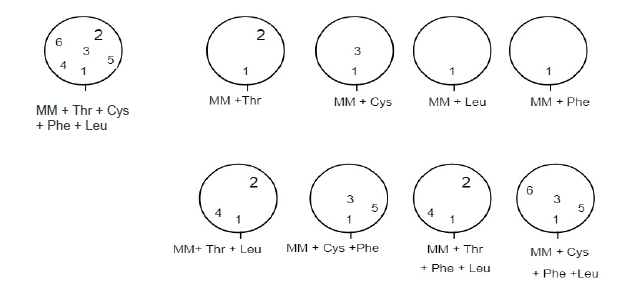 6 2
3
4 5
1
MM + Thr + Cys
+ Phe + Leu
2
1
MM +Thr
3
1
MM + Cys
1
MM + Leu
1
MM + Phe
2
4 1
MM+ Thr + Leu
3
5
1
MM + Cys +Phe
2
4 1
MM + Thr
+ Phe + Leu
6 3
5
1
MM + Cys
+ Phe +Leu